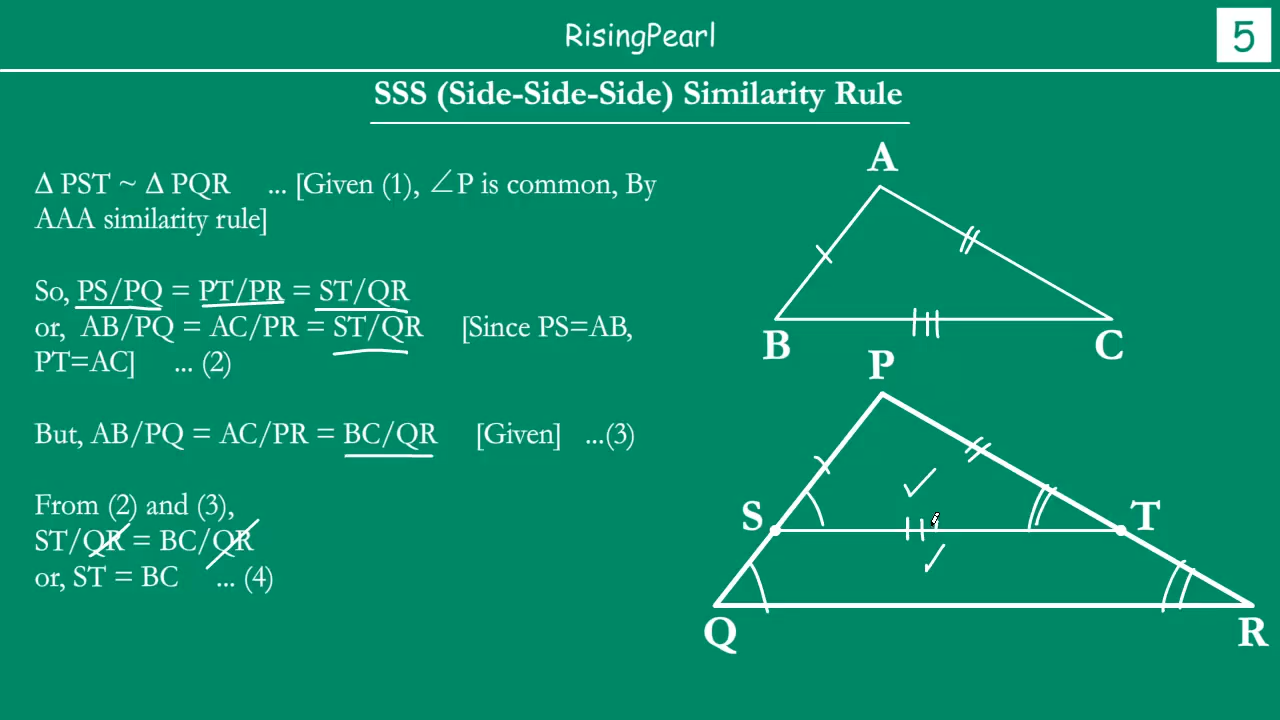 RisingPearl
5
SSS (Side-Side-Side) Similarity Rule
Δ PST ~ Δ PQR ... [Given (1), ∠P is common, By
AAA similarity rule]
So, PS/PQ = PT/PR = ST/QR
or, AB/PQ = AC/PR = ST/QR [Since PS=AB,
PT=AC] ... (2)
But, AB/PQ = AC/PR = BC/QR [Given] ...(3)
From (2) and (3),
ST/QR = BC/QR
or, ST = BC ... (4)
A
B
C
P
S
T
Q
R